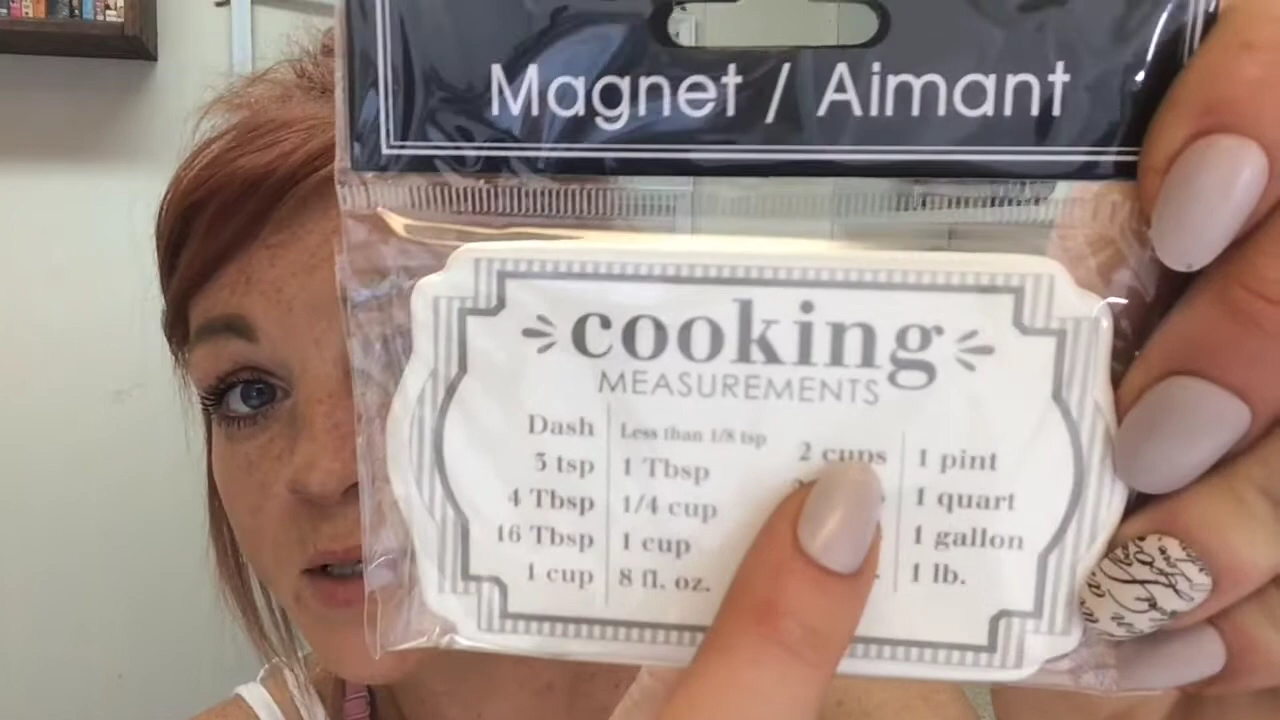 Magnet / Aimant
cooking
MEASUREMENTS
Dash Less than 1/8 tsp
3 tsp 1 Tbsp
4 Tbsp 1/4 cup
16 Tbsp 1 cup
1 cup 8 fl. oz.
2 cups 1 pint
1 quart
1 gallon
1 lb.